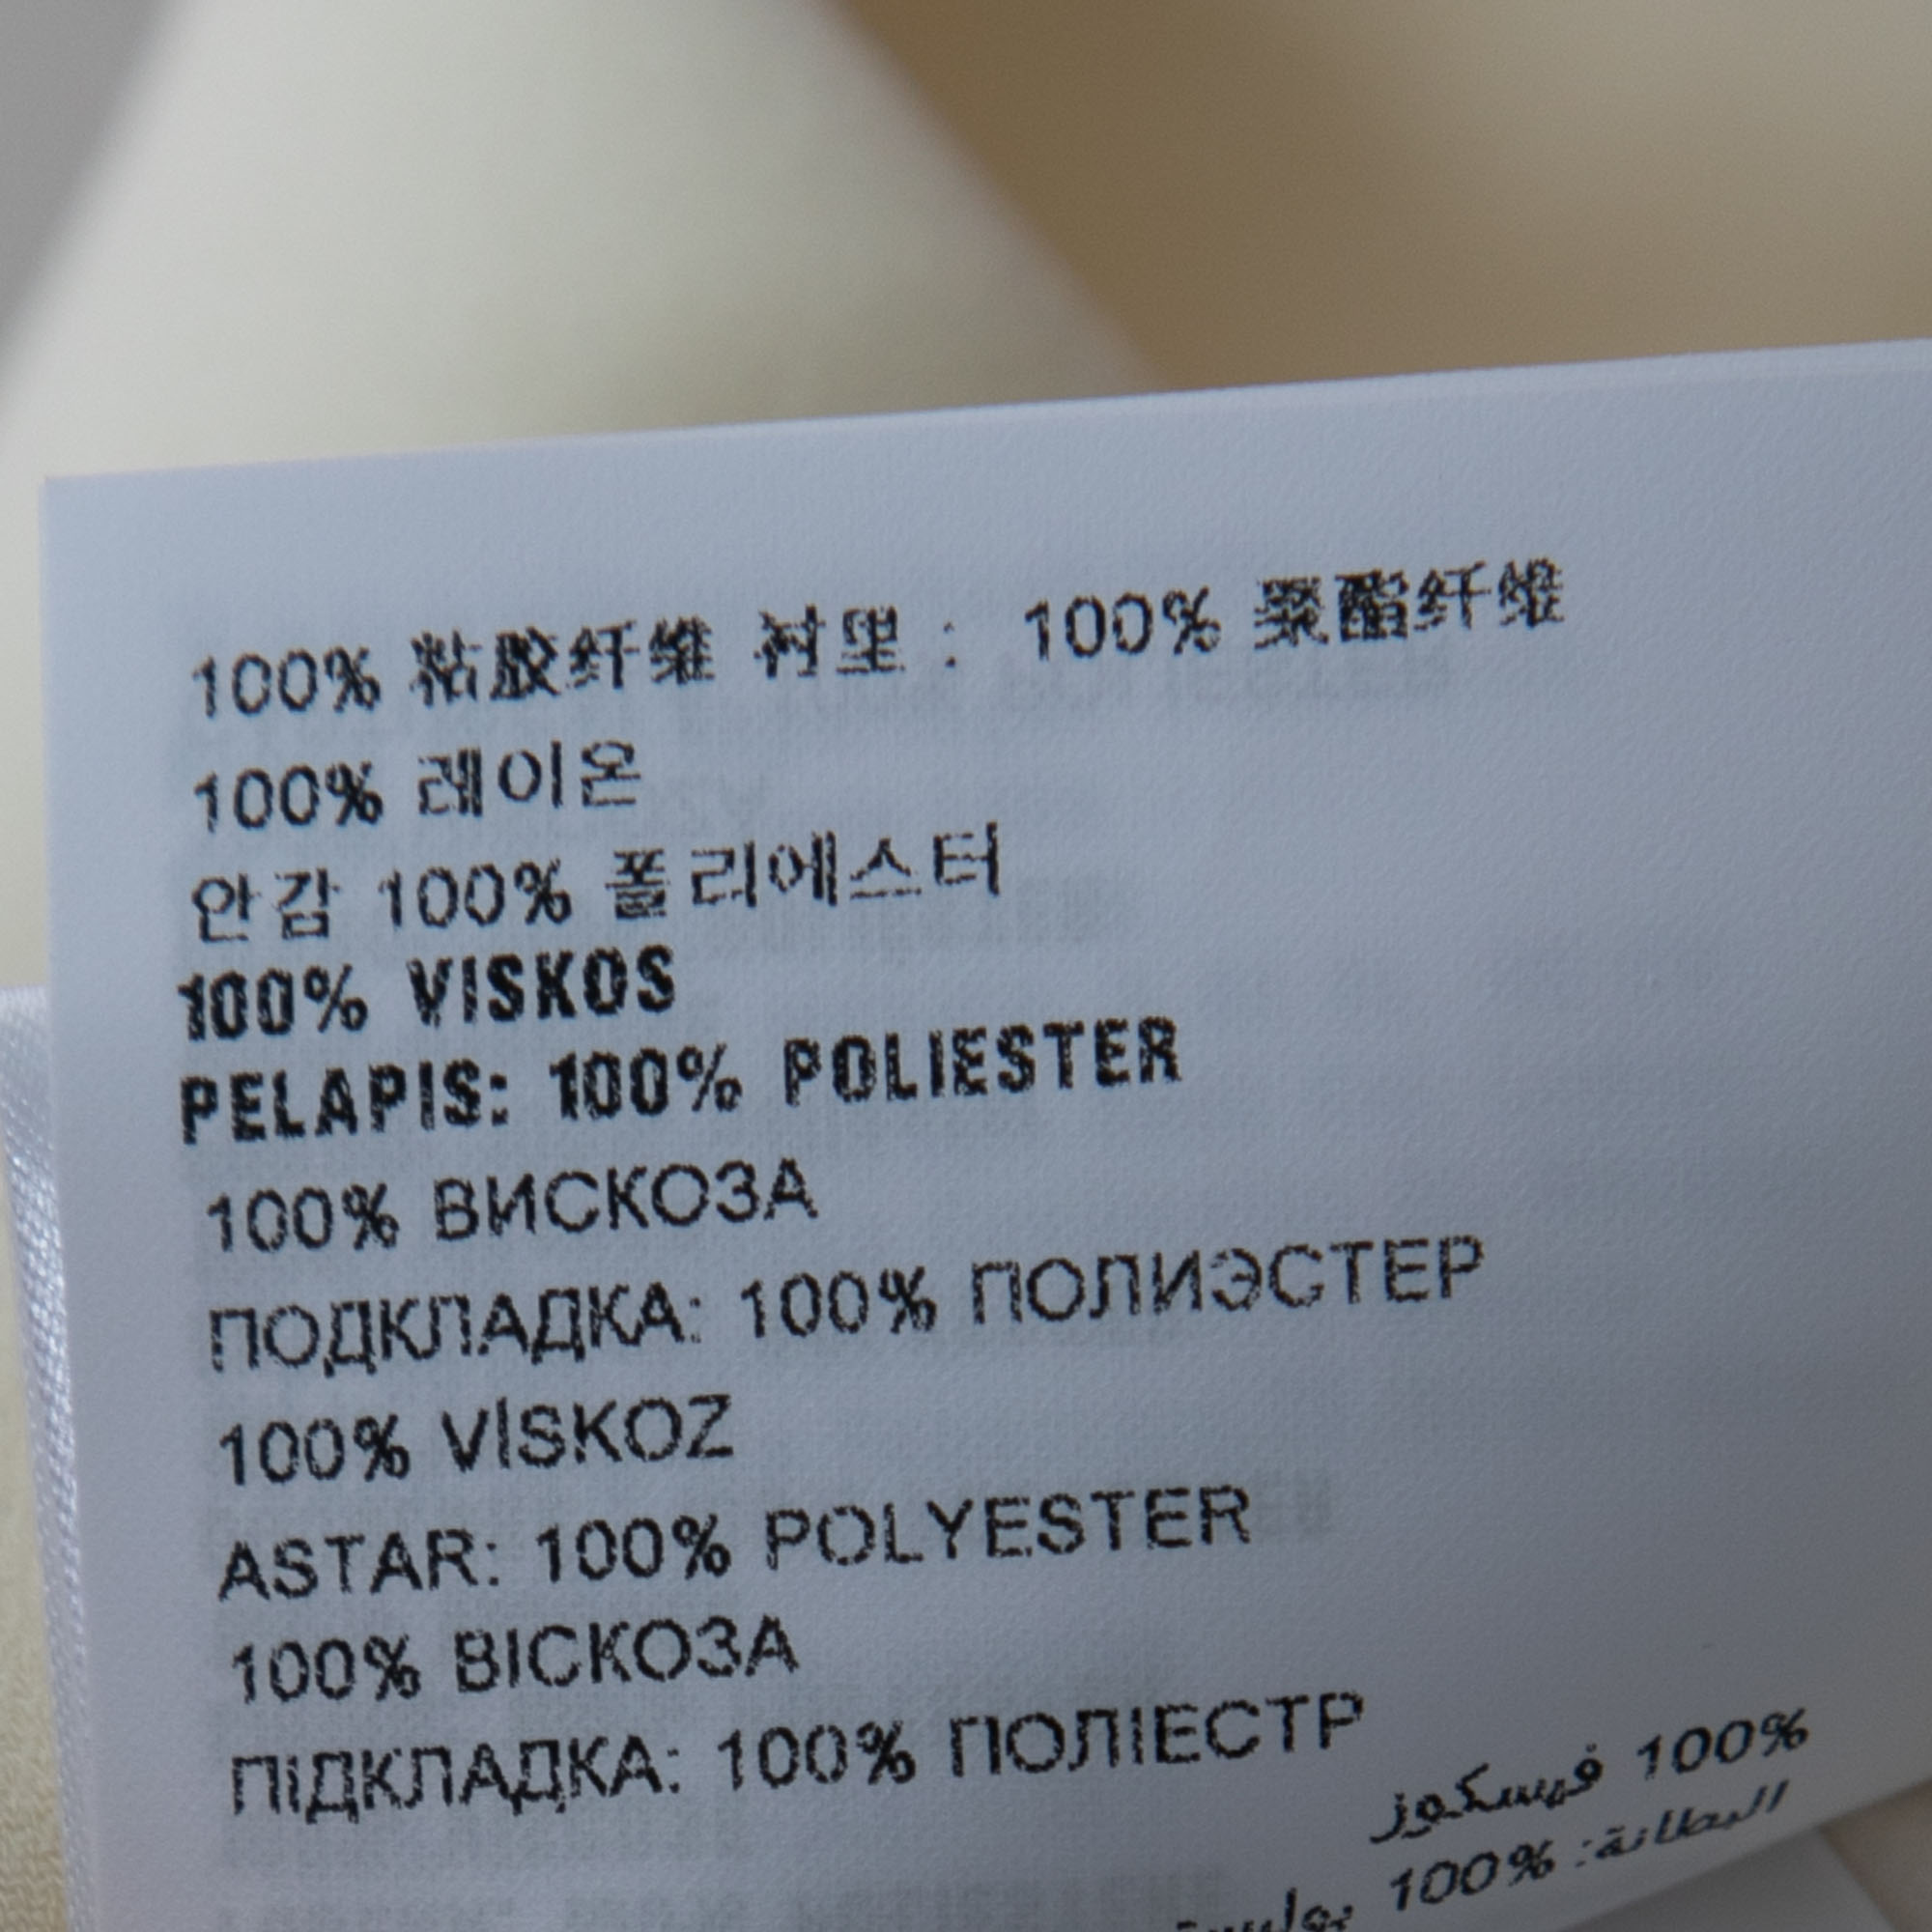 100% 粘胶纤维 衬里： 100% 聚酯纤维
100% 레이온
안감 100% 폴리에스터
100% VISKOS
PELAPIS: 100% POLIESTER
100% ВИСКОЗА
ПОДКЛАДКА: 100% ПОЛИЭСТЕР
100% VİSKOZ
ASTAR: 100% POLYESTER
100% ВІСКОЗА
ПІДКЛАДКА: 100% ПОЛІЕСТР
100% فيسكوز
البطانة: 100%